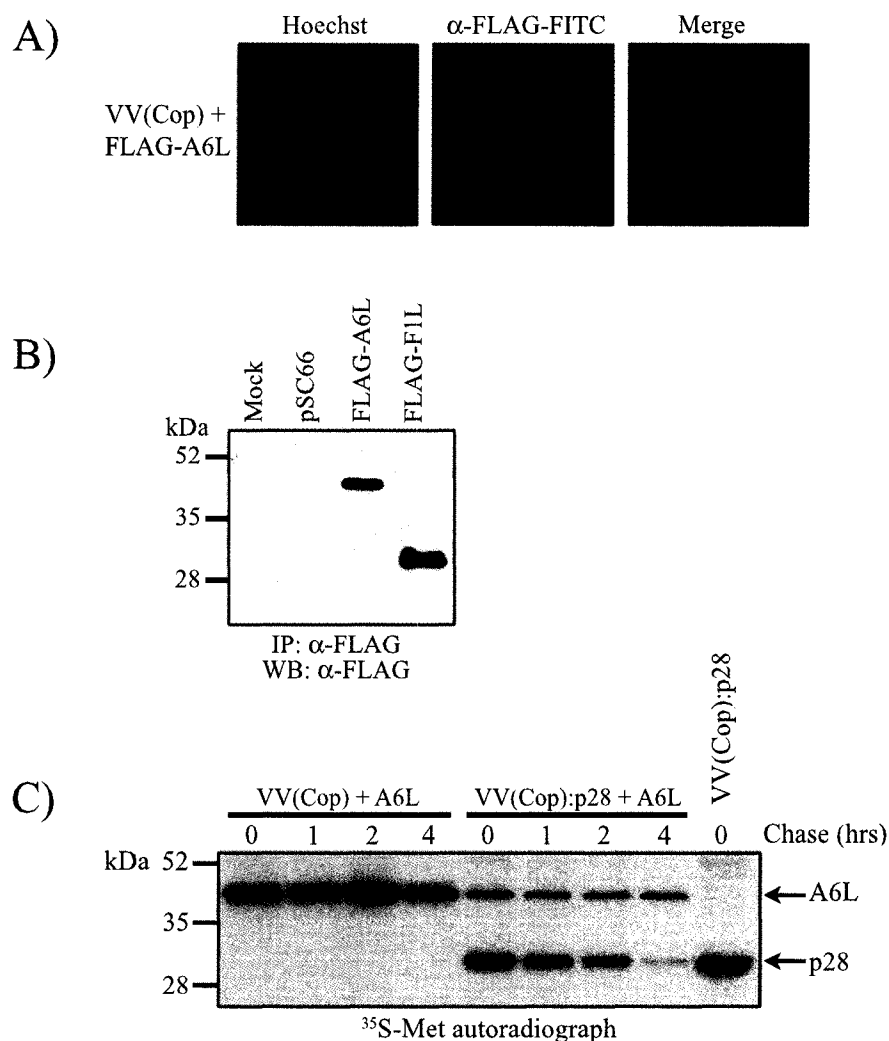 A)
Hoechst
α-FLAG-FITC
Merge
VV(Cop) +
FLAG-A6L
B)
Mock
pSC66
FLAG-A6L
FLAG-F1L
kDa
52
35
28
IP: α-FLAG
WB: α-FLAG
C)
VV(Cop) + A6L
VV(Cop):p28 + A6L
VV(Cop):p28
0 1 2 4 0 1 2 4 0 Chase (hrs)
kDa 52
35
28
A6L
p28
³⁵S-Met autoradiograph